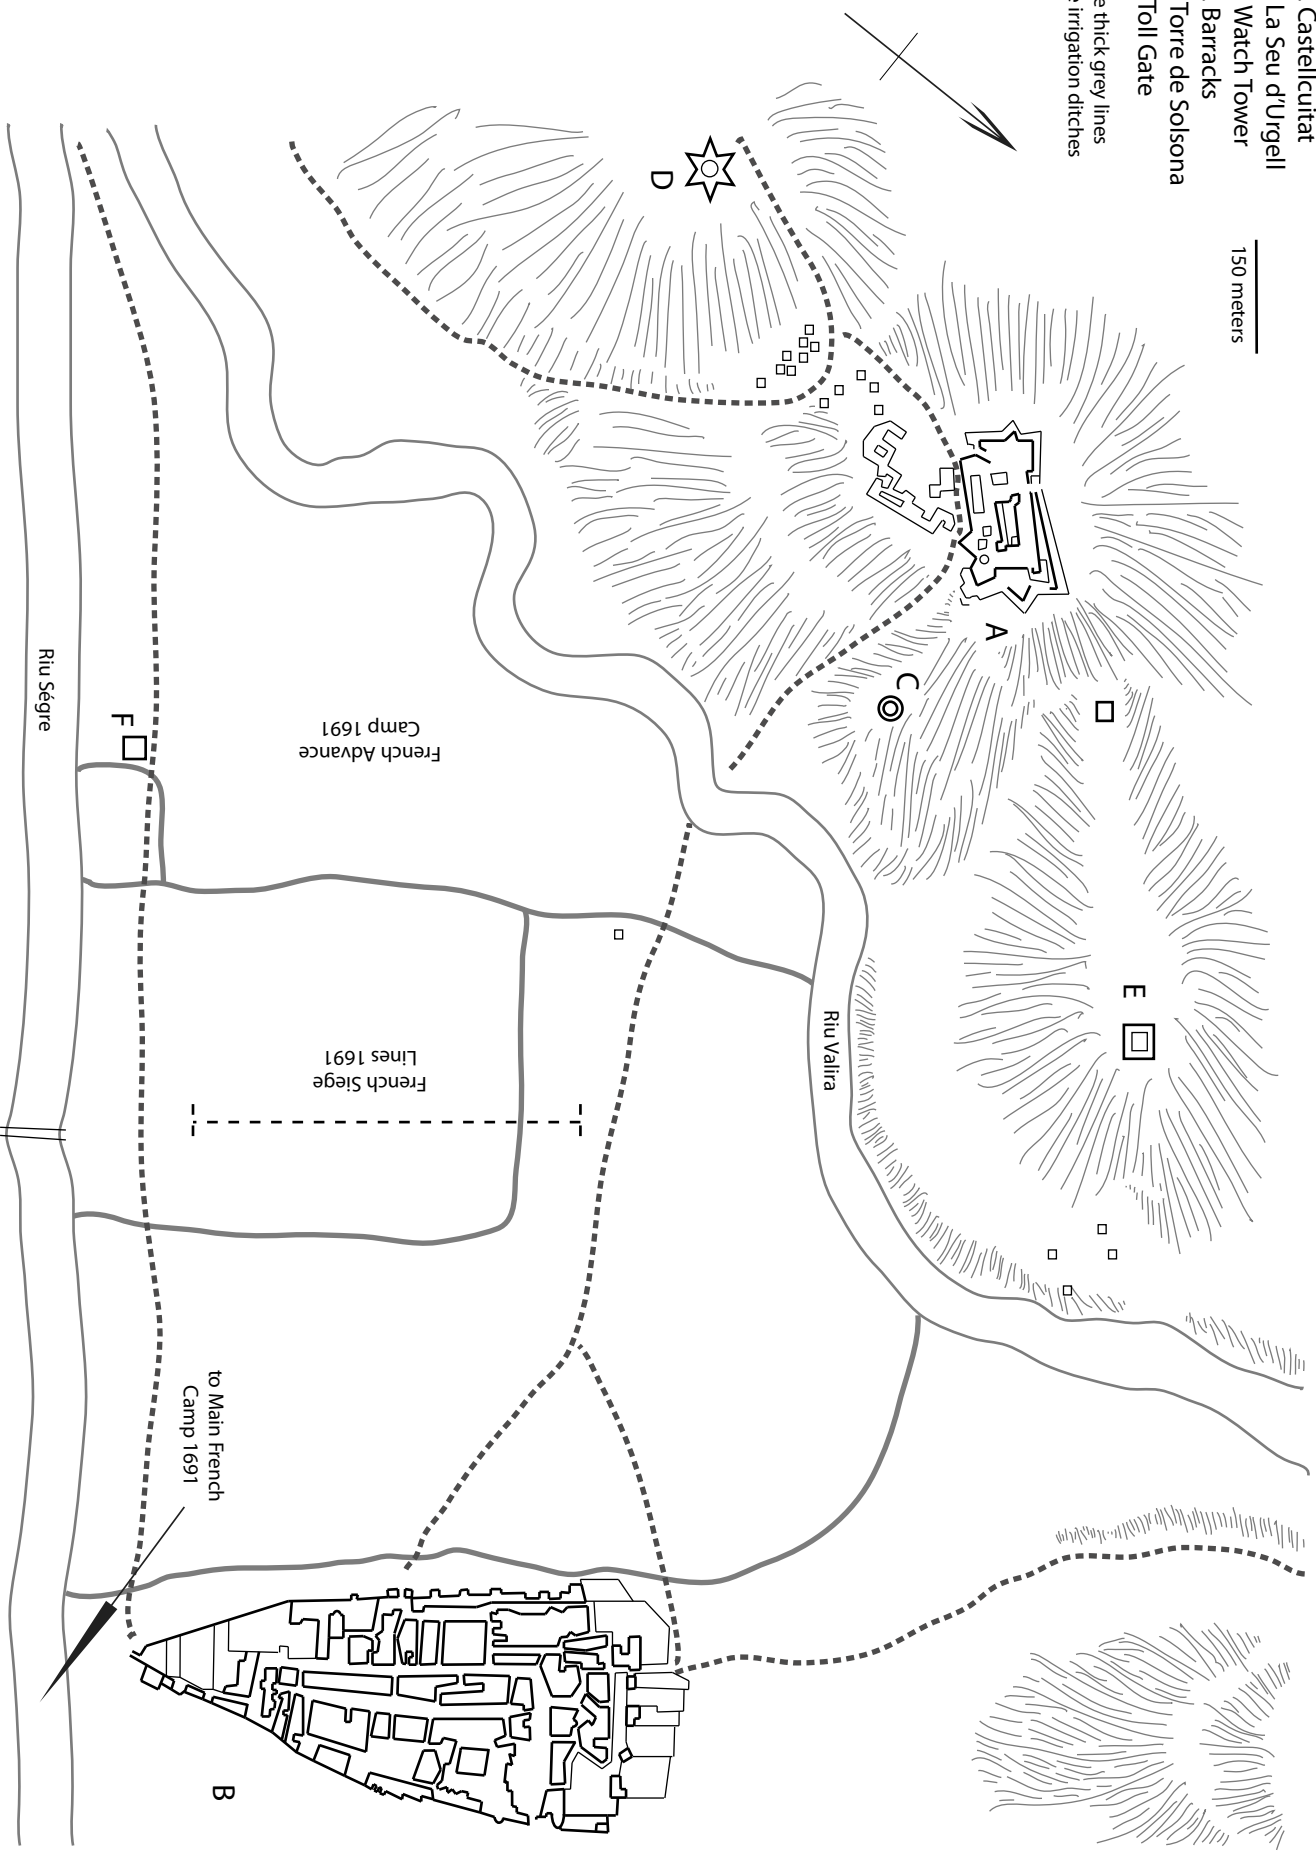 Castellcuitat
La Seu d'Urgell
Watch Tower
Barracks
Torre de Solsona
Toll Gate
thick grey lines
irrigation ditches
150 meters
D
A
C
E
F
B
Riu Ségre
Riu Valira
French Advance
Camp 1691
French Siege
Lines 1691
to Main French
Camp 1691